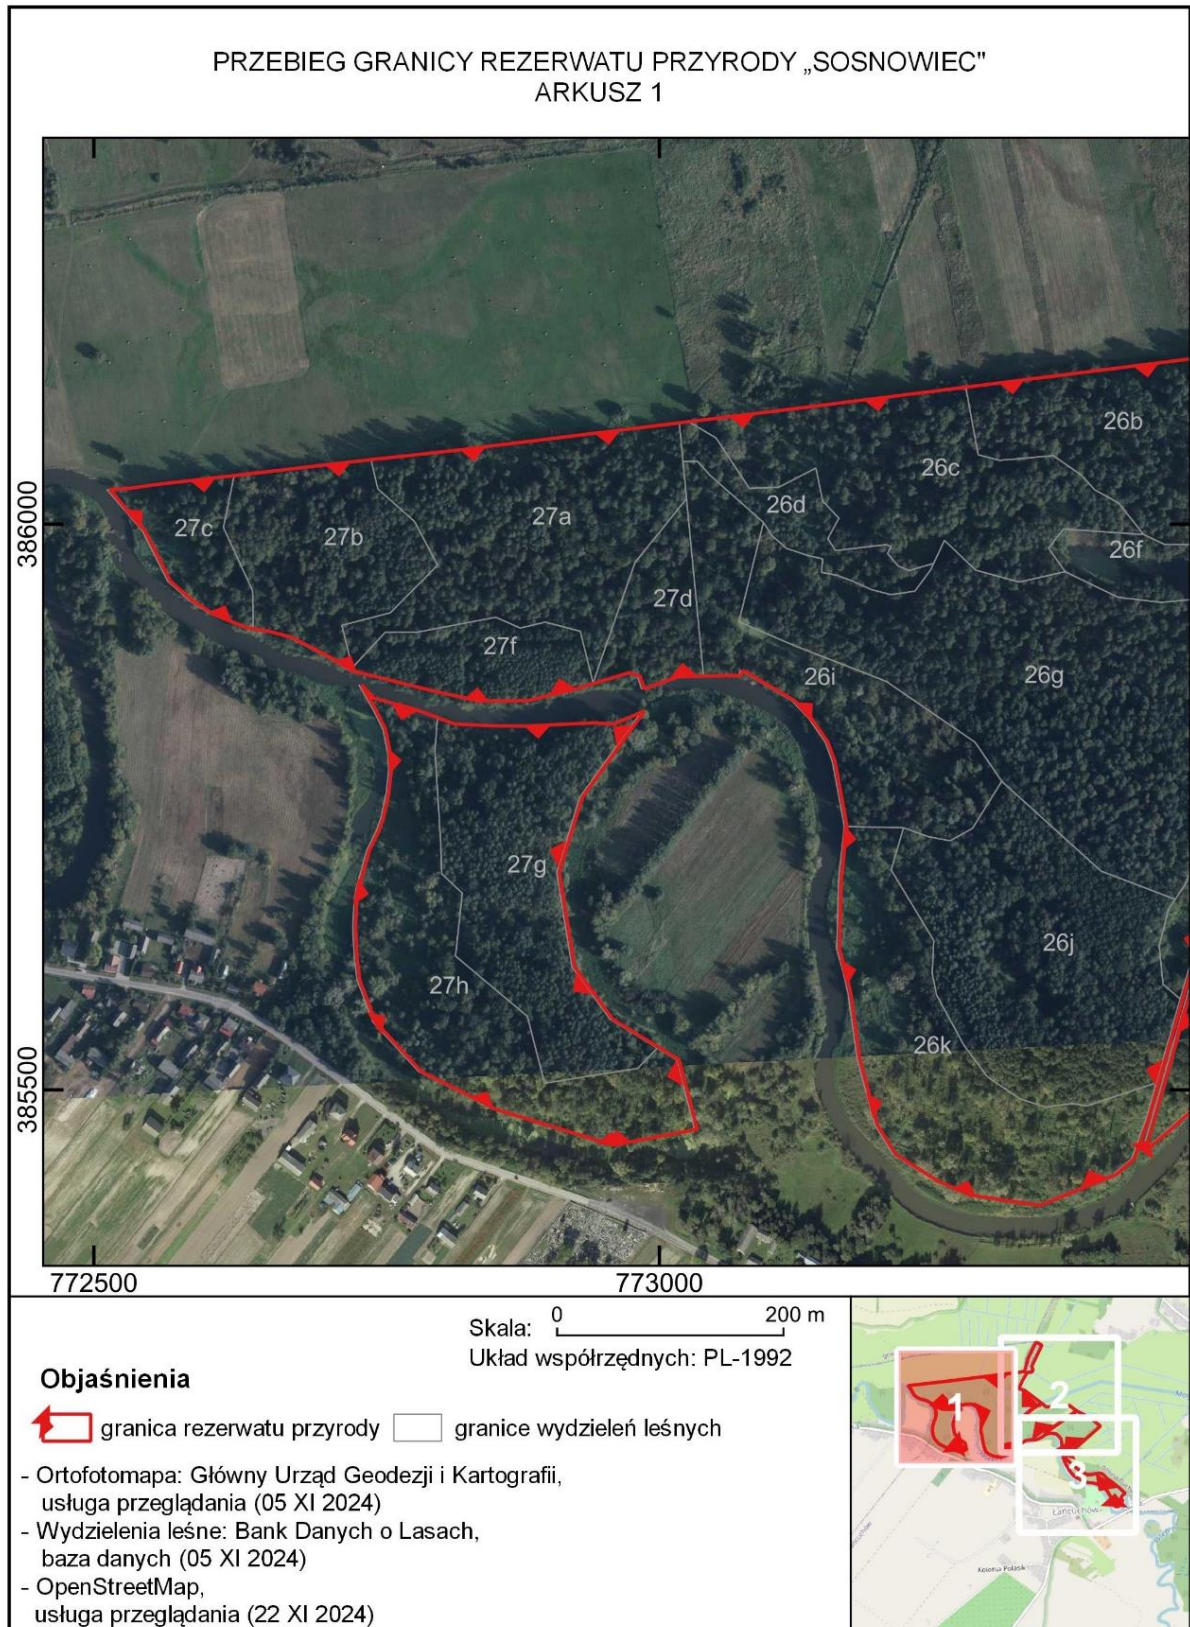 PRZEBIEG GRANICY REZERWATU PRZYRODY „SOSNOWIEC"
ARKUSZ 1
26b
26c
26d
27a
27c
27b
26f
386000
27d
27f
26i
26g
27g
26j
27h
26k
385500
772500
773000
Skala: 0 200 m
Układ współrzędnych: PL-1992
Objaśnienia
granica rezerwatu przyrody
granice wydzieleń leśnych
- Ortofotomapa: Główny Urząd Geodezji i Kartografii,
usługa przeglądania (05 XI 2024)
- Wydzielenia leśne: Bank Danych o Lasach,
baza danych (05 XI 2024)
- OpenStreetMap,
usługa przeglądania (22 XI 2024)
1
2
3
Łańcuchów
Kolonia Polasik